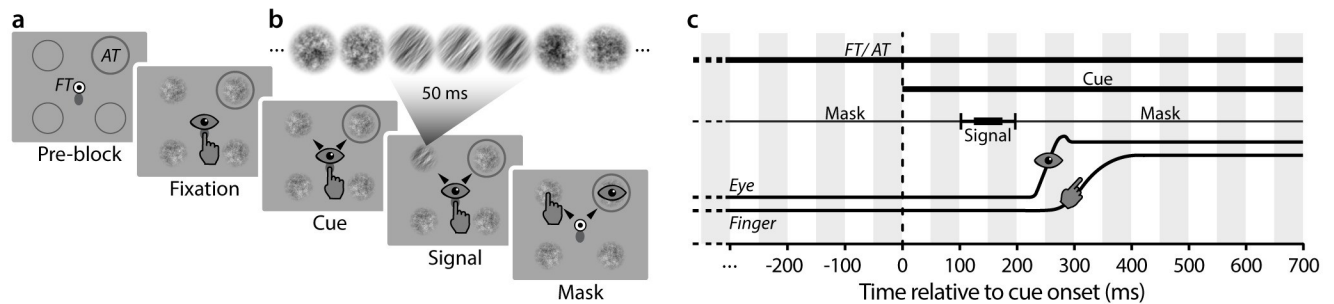 a
AT
FT
Pre-block
Fixation
Cue
Signal
Mask
b
...
...
50 ms
c
FT/ AT
Cue
Mask
Signal
Mask
Eye
Finger
... -200 -100 0 100 200 300 400 500 600 700
Time relative to cue onset (ms)